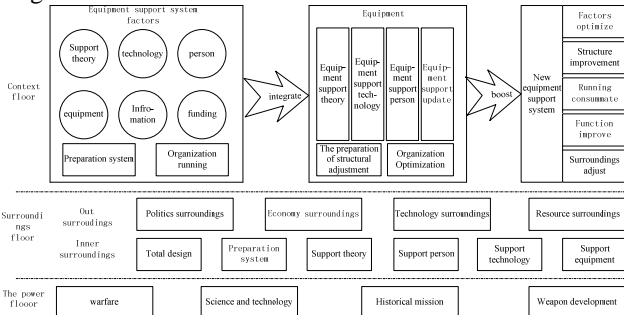 Equipment support system
factors
Support
theory
technology
person
equipment
Infro-
mation
funding
Preparation system
Organization
running
Context
floor
integrate
Equipment
Equip-
ment
support
theory
Equip-
ment
support
tech-
nology
Equip-
ment
support
person
Equip-
ment
support
update
The preparation
of structural
adjustment
Organization
Optimization
boost
New
equipment
support
system
Factors
optimize
Structure
improvement
Running
consummate
Function
improve
Surroundings
adjust
Surroundi
ngs
floor
Out
surroudings
Politics surroundings
Economy surroundings
Technology surroundings
Resource surroundings
Inner
surroundings
Total design
Preparation
system
Support theory
Support person
Support
technology
Support
equipment
The power
flooor
warfare
Science and technology
Historical mission
Weapon development